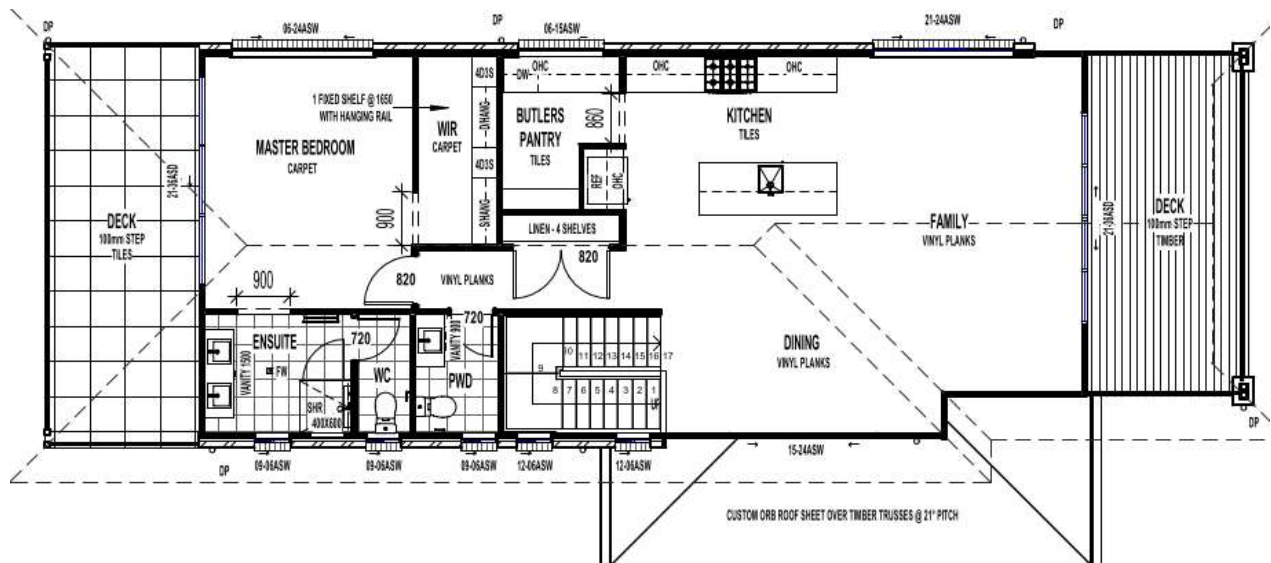 DP
06-24ASW
DP
06-15ASW
21-24ASW
DP
1 FIXED SHELF @ 1650
WITH HANGING RAIL
4D3S
D/HANG
4D3S
S/HANG
DW
OHC
OHC
OHC
MASTER BEDROOM
CARPET
WIR
CARPET
BUTLERS
PANTRY
TILES
860
KITCHEN
TILES
REF
OHC
21-36ASD
DECK
100mm STEP
TILES
900
LINEN - 4 SHELVES
FAMILY
VINYL PLANKS
21-36ASD
DECK
100mm STEP
TIMBER
820
820
VINYL PLANKS
900
ENSUITE
720
720
VANITY 1500
FW
VANITY 900
WC
PWD
SHR
400X600
10 11 12 13 14 15 16 17
9
8 7 6 5 4 3 2 1
UP
DINING
VINYL PLANKS
DP
DP
09-06ASW
09-06ASW
09-06ASW
12-06ASW
12-06ASW
15-24ASW
CUSTOM ORB ROOF SHEET OVER TIMBER TRUSSES @ 21° PITCH